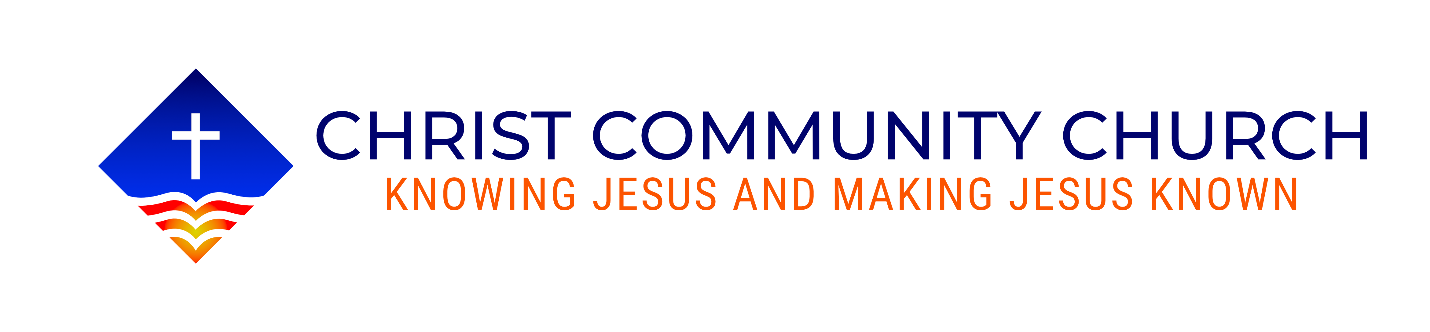 CHRIST COMMUNITY CHURCH
KNOWING JESUS AND MAKING JESUS KNOWN